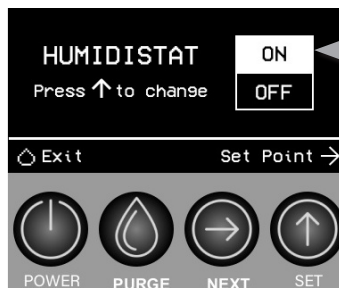 HUMIDISTAT
Press ↑ to change
ON
OFF
Exit
Set Point →
POWER
PURGE
NEXT
SET